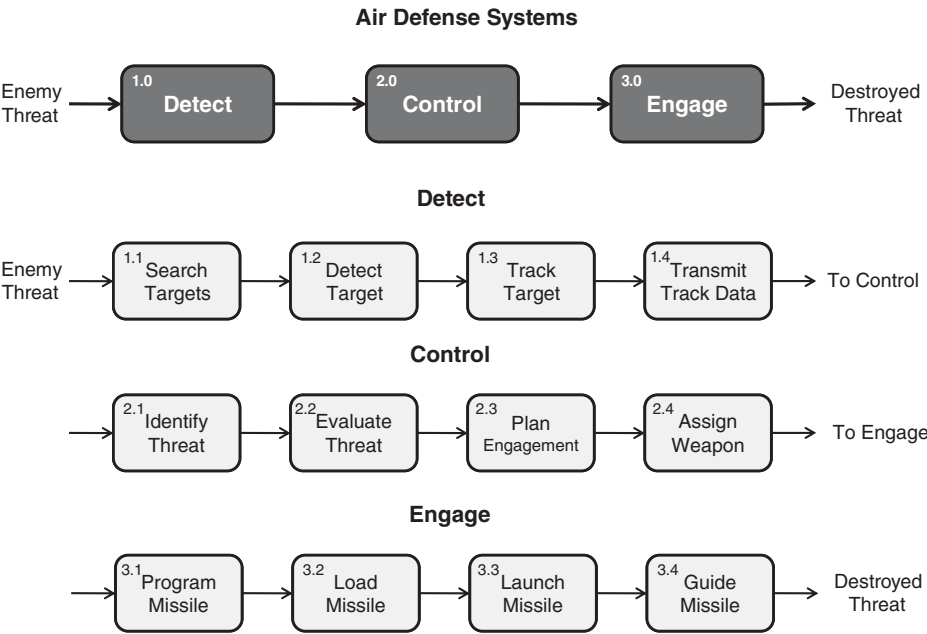 Air Defense Systems
Enemy
Threat
1.0
Detect
2.0
Control
3.0
Engage
Destroyed
Threat
Detect
Enemy
Threat
1.1
Search
Targets
1.2
Detect
Target
1.3
Track
Target
1.4
Transmit
Track Data
To Control
Control
2.1
Identify
Threat
2.2
Evaluate
Threat
2.3
Plan
Engagement
2.4
Assign
Weapon
To Engage
Engage
3.1
Program
Missile
3.2
Load
Missile
3.3
Launch
Missile
3.4
Guide
Missile
Destroyed
Threat